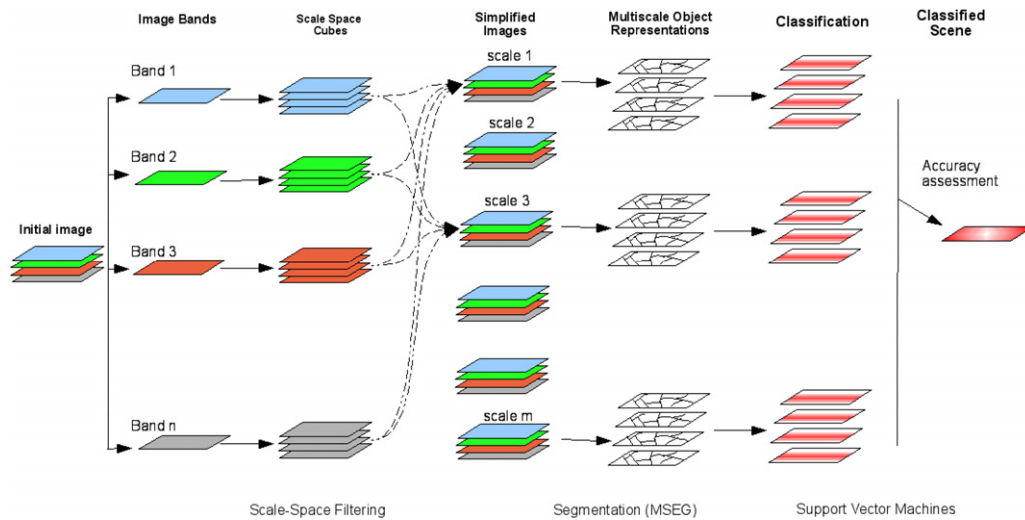 Image Bands
Scale Space
Cubes
Simplified
Images
Multiscale Object
Representations
Classification
Classified
Scene
Band 1
Band 2
Initial image
Band 3
Band n
scale 1
scale 2
scale 3
scale m
Accuracy
assessment
Scale-Space Filtering
Segmentation (MSEG)
Support Vector Machines